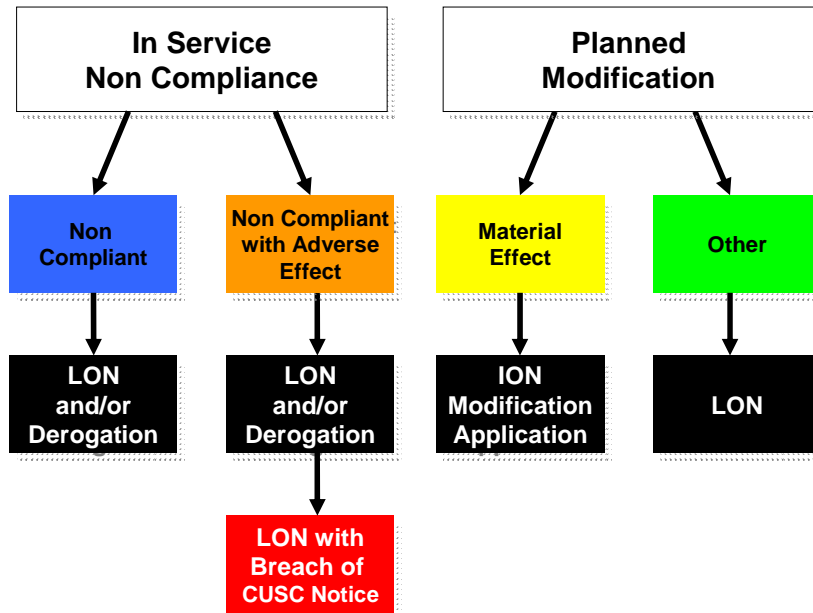 In Service
Non Compliance
Planned
Modification
Non
Compliant
Non Compliant
with Adverse
Effect
Material
Effect
Other
LON
and/or
Derogation
LON
and/or
Derogation
ION
Modification
Application
LON
LON with
Breach of
CUSC Notice